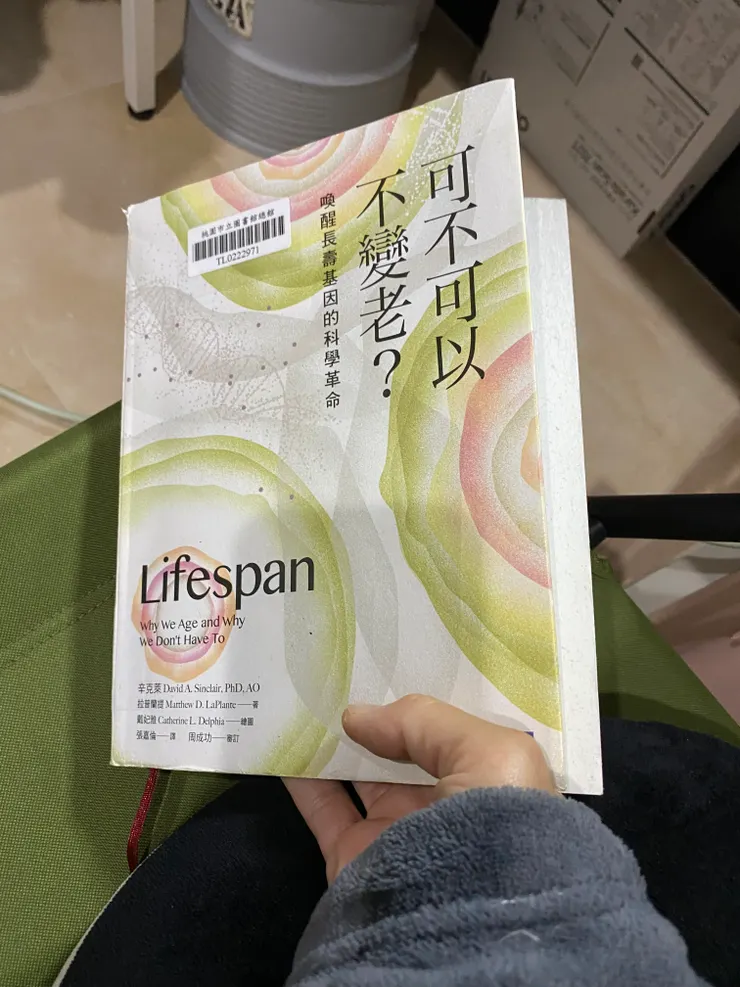 可不可以
不變老？
喚醒長壽基因的科學革命
桃園市立圖書館總館
TL0222971
Lifespan
Why We Age and Why
We Don't Have To
辛克萊 David A. Sinclair, PhD, AO
拉普蘭提 Matthew D. LaPlante——著
戴妃雅 Catherine L. Delphia——繪圖
張嘉倫——譯 周成功——審訂